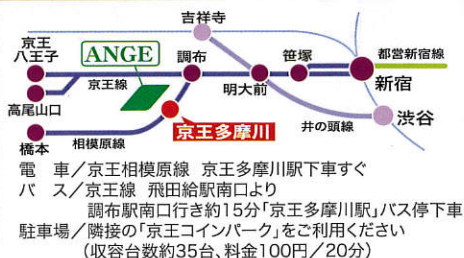 吉祥寺
京王
八王子
ANGE
調布
笹塚
都営新宿線
京王線
明大前
新宿
高尾山口
京王多摩川
井の頭線
渋谷
橋本
相模原線
電　車／京王相模原線 京王多摩川駅下車すぐ
バ　ス／京王線 飛田給駅南口より
調布駅南口行き約15分「京王多摩川駅」バス停下車
駐車場／隣接の「京王コインパーク」をご利用ください
（収容台数約35台、料金100円／20分）